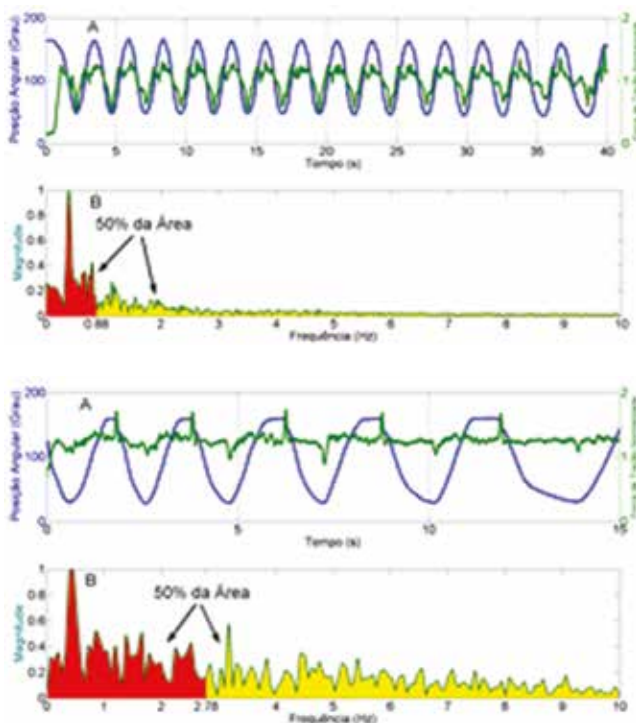 200
A
2
Posição Angular (Grau)
100
1
0
0 5 10 15 20 25 30 35 40
Tempo (s)
1
B
50% da Área
0.8
0.6
Magnitude
0.4
0.2
0
0 0.88 2 3 4 5 6 7 8 9 10
Frequência (Hz)
200
A
2
Posição Angular (Grau)
100
1
0
0 5 10 15
Tempo (s)
1
B
50% da Área
0.8
0.6
Magnitude
0.4
0.2
0
0 1 2 2.78 4 5 6 7 8 9 10
Frequência (Hz)